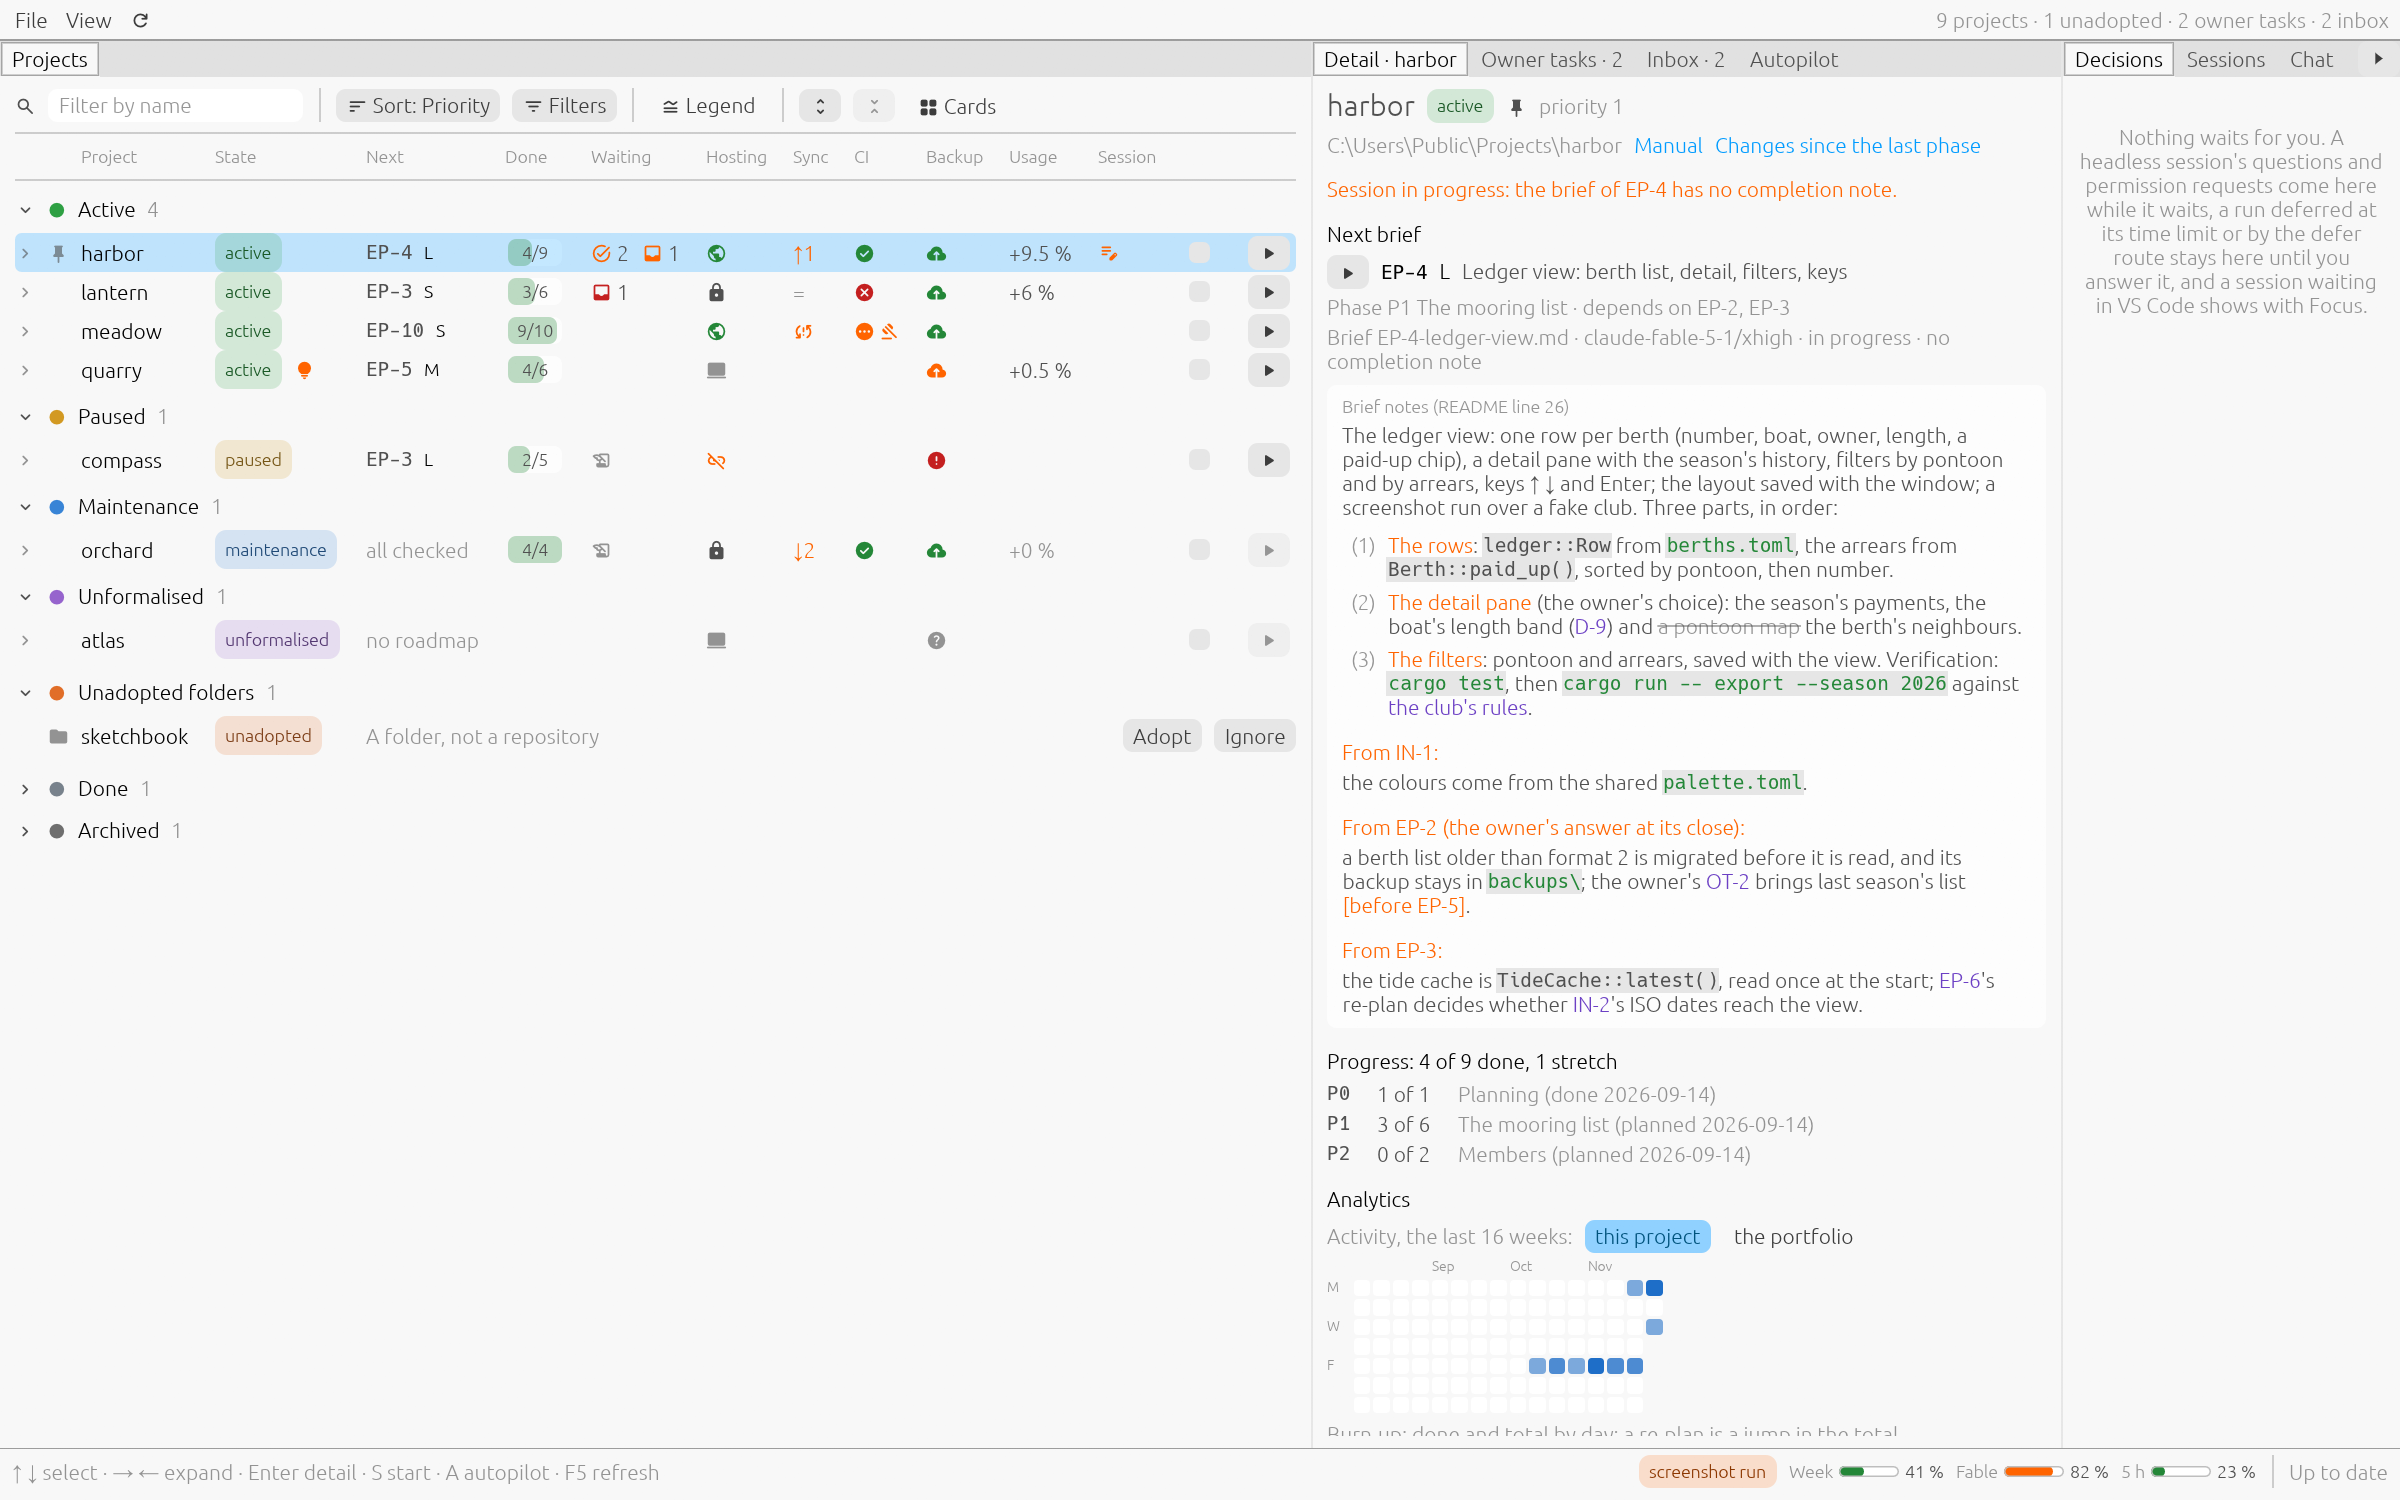 File View
9 projects · 1 unadopted · 2 owner tasks · 2 inbox
Projects
Filter by name
Sort: Priority
Filters
Legend
Cards
Project State Next Done Waiting Hosting Sync CI Backup Usage Session
Active 4
harbor active EP-4 L 4/9 2 1 ↑1 +9.5 %
lantern active EP-3 S 3/6 1 = +6 %
meadow active EP-10 S 9/10
quarry active EP-5 M 4/6 +0.5 %
Paused 1
compass paused EP-3 L 2/5
Maintenance 1
orchard maintenance all checked 4/4 ↓2 +0 %
Unformalised 1
atlas unformalised no roadmap
Unadopted folders 1
sketchbook unadopted A folder, not a repository Adopt Ignore
Done 1
Archived 1
Detail · harbor Owner tasks · 2 Inbox · 2 Autopilot
harbor active priority 1
C:\Users\Public\Projects\harbor Manual Changes since the last phase
Session in progress: the brief of EP-4 has no completion note.
Next brief
EP-4 L Ledger view: berth list, detail, filters, keys
Phase P1 The mooring list · depends on EP-2, EP-3
Brief EP-4-ledger-view.md · claude-fable-5-1/xhigh · in progress · no
completion note
Brief notes (README line 26)
The ledger view: one row per berth (number, boat, owner, length, a
paid-up chip), a detail pane with the season's history, filters by pontoon
and by arrears, keys ↑↓ and Enter; the layout saved with the window; a
screenshot run over a fake club. Three parts, in order:
(1) The rows: ledger::Row from berths.toml, the arrears from
Berth::paid_up(), sorted by pontoon, then number.
(2) The detail pane (the owner's choice): the season's payments, the
boat's length band (D-9) and a pontoon map the berth's neighbours.
(3) The filters: pontoon and arrears, saved with the view. Verification:
cargo test, then cargo run -- export --season 2026 against
the club's rules.
From IN-1:
the colours come from the shared palette.toml.
From EP-2 (the owner's answer at its close):
a berth list older than format 2 is migrated before it is read, and its
backup stays in backups\; the owner's OT-2 brings last season's list
[before EP-5].
From EP-3:
the tide cache is TideCache::latest(), read once at the start; EP-6's
re-plan decides whether IN-2's ISO dates reach the view.
Progress: 4 of 9 done, 1 stretch
P0 1 of 1 Planning (done 2026-09-14)
P1 3 of 6 The mooring list (planned 2026-09-14)
P2 0 of 2 Members (planned 2026-09-14)
Analytics
Activity, the last 16 weeks: this project the portfolio
Sep Oct Nov
M
W
F
Burn-up: done and total by day; a re-plan is a jump in the total
Decisions Sessions Chat
Nothing waits for you. A
headless session's questions and
permission requests come here
while it waits, a run deferred at
its time limit or by the defer
route stays here until you
answer it, and a session waiting
in VS Code shows with Focus.
↑↓ select · →← expand · Enter detail · S start · A autopilot · F5 refresh
screenshot run Week 41 % Fable 82 % 5 h 23 % Up to date